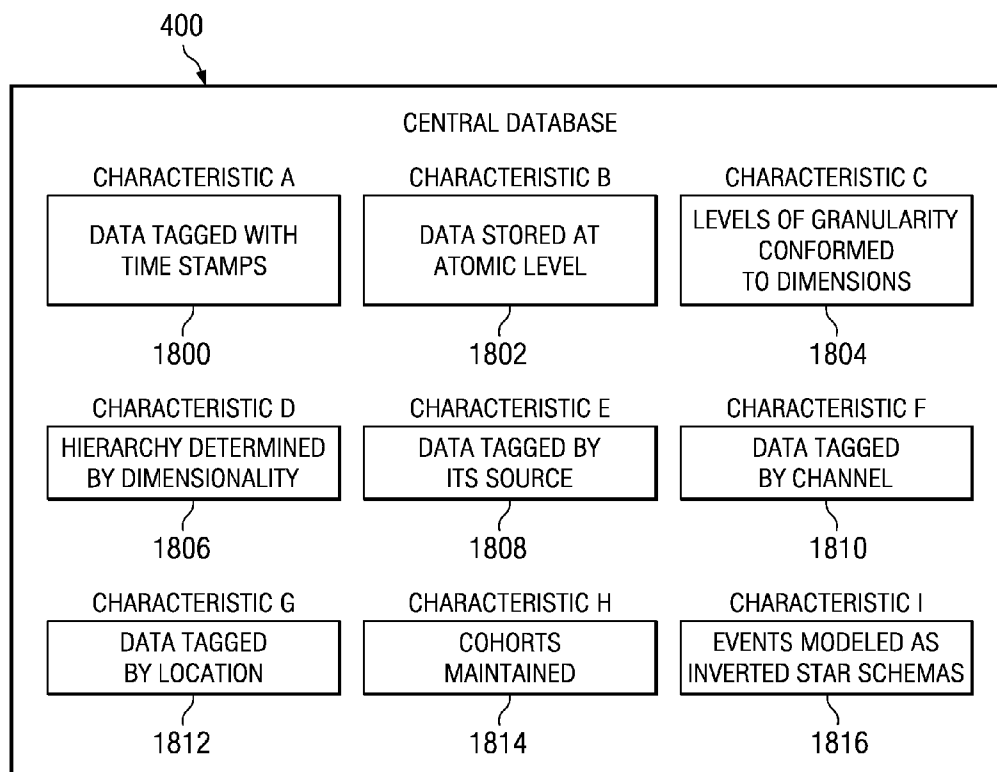 400
CENTRAL DATABASE
CHARACTERISTIC A
DATA TAGGED WITH
TIME STAMPS
1800
CHARACTERISTIC B
DATA STORED AT
ATOMIC LEVEL
1802
CHARACTERISTIC C
LEVELS OF GRANULARITY
CONFORMED
TO DIMENSIONS
1804
CHARACTERISTIC D
HIERARCHY DETERMINED
BY DIMENSIONALITY
1806
CHARACTERISTIC E
DATA TAGGED BY
ITS SOURCE
1808
CHARACTERISTIC F
DATA TAGGED
BY CHANNEL
1810
CHARACTERISTIC G
DATA TAGGED
BY LOCATION
1812
CHARACTERISTIC H
COHORTS
MAINTAINED
1814
CHARACTERISTIC I
EVENTS MODELED AS
INVERTED STAR SCHEMAS
1816